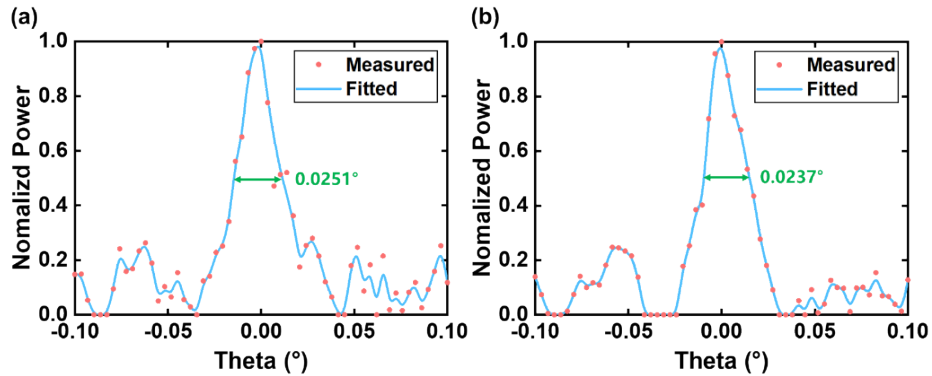 (a)
Nomalizd Power
1.0
0.8
0.6
0.4
0.2
0.0
Measured
Fitted
0.0251°
-0.10 -0.05 0.00 0.05 0.10
Theta (°)
(b)
Nomalized Power
1.0
0.8
0.6
0.4
0.2
0.0
Measured
Fitted
0.0237°
-0.10 -0.05 0.00 0.05 0.10
Theta (°)